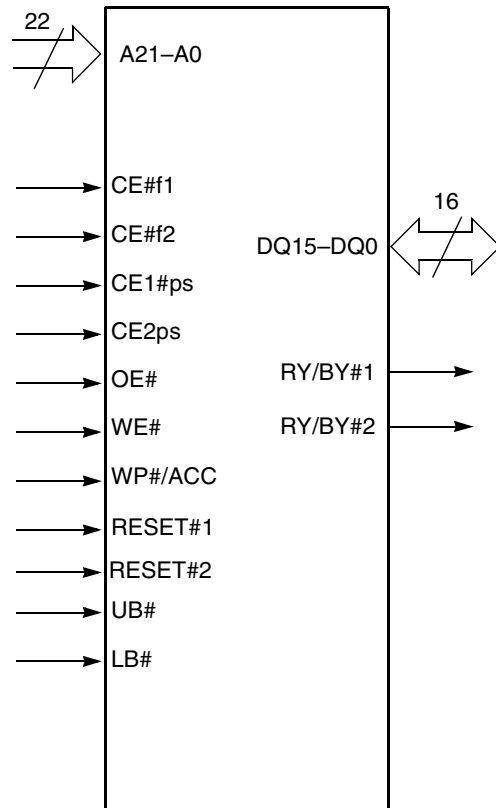 22
A21–A0
CE#f1
CE#f2
16
DQ15–DQ0
CE1#ps
CE2ps
OE#
RY/BY#1
WE#
RY/BY#2
WP#/ACC
RESET#1
RESET#2
UB#
LB#